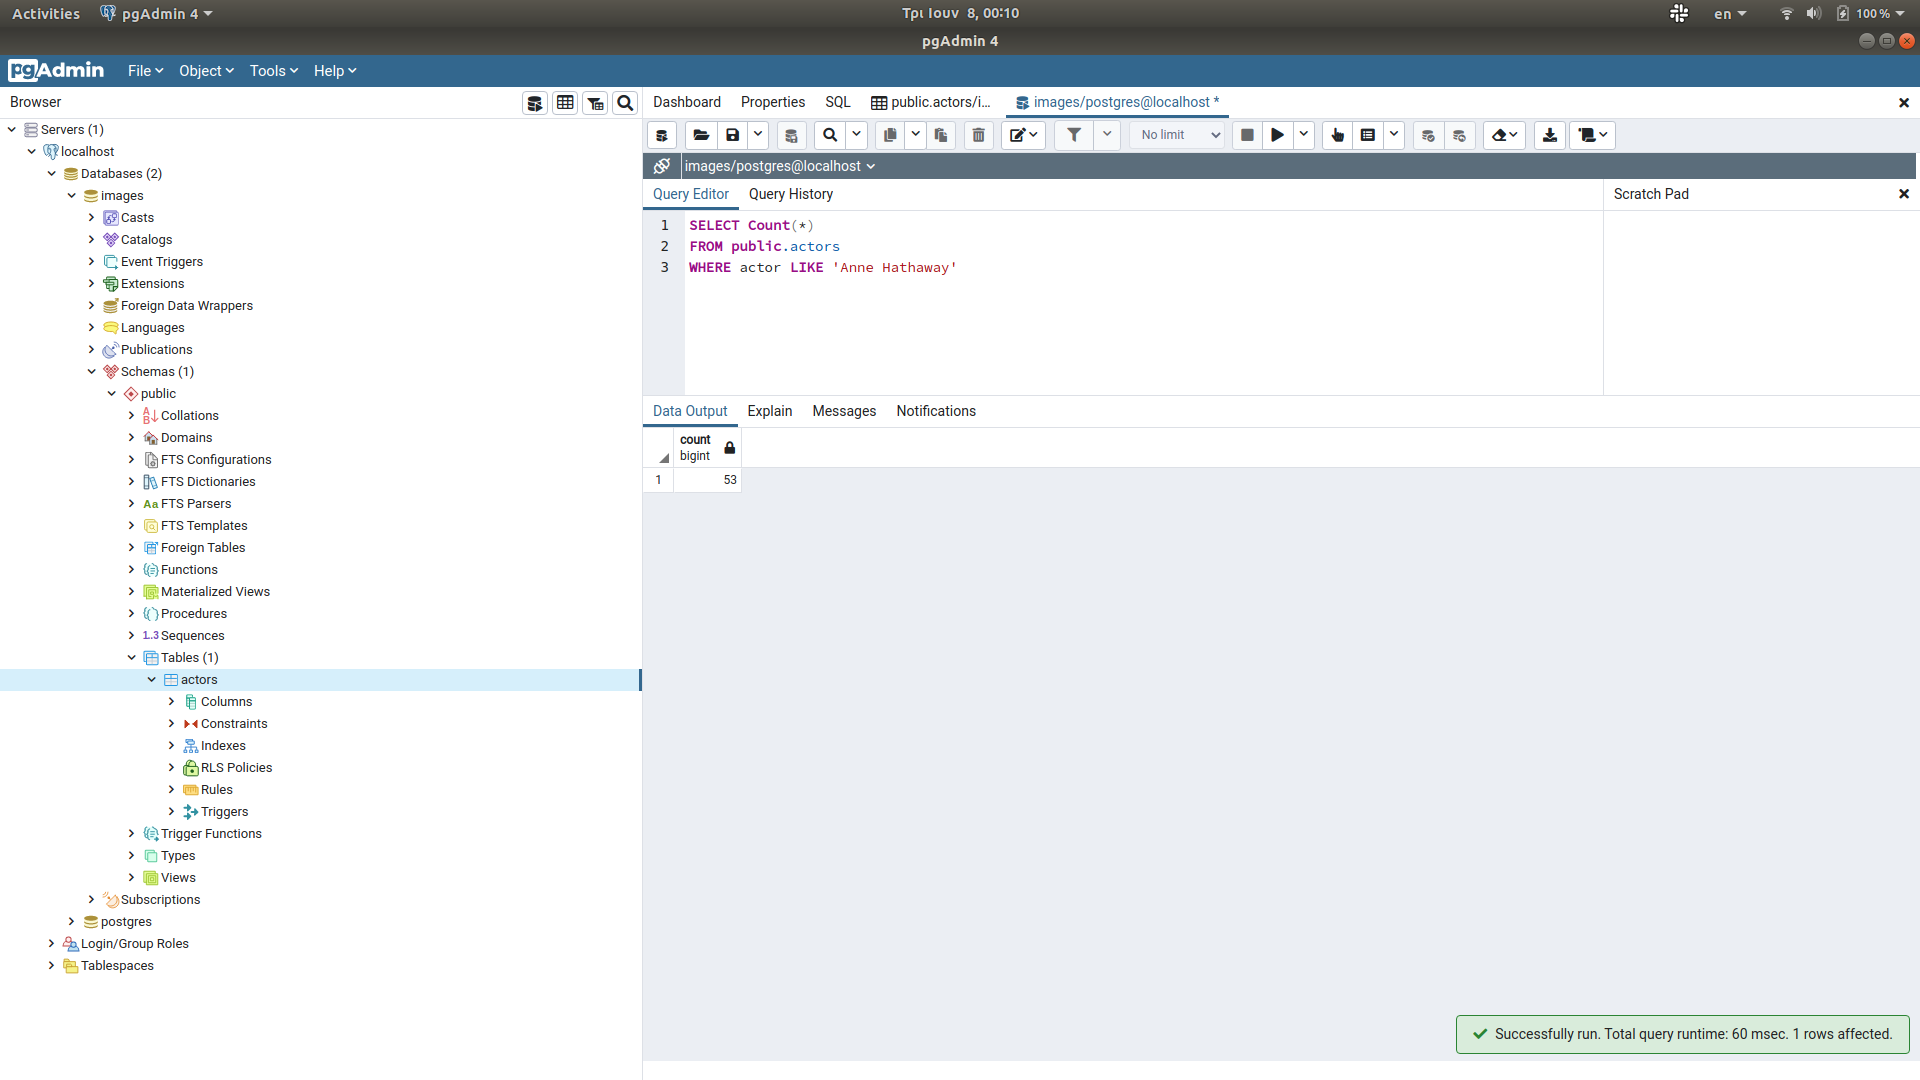 Activities pgAdmin 4 Τρι Ιουν 8, 00:10 en 100 %
pgAdmin 4
pgAdmin File Object Tools Help
Browser
Servers (1)
localhost
Databases (2)
images
Casts
Catalogs
Event Triggers
Extensions
Foreign Data Wrappers
Languages
Publications
Schemas (1)
public
Collations
Domains
FTS Configurations
FTS Dictionaries
Aa FTS Parsers
FTS Templates
Foreign Tables
Functions
Materialized Views
Procedures
1..3 Sequences
Tables (1)
actors
Columns
Constraints
Indexes
RLS Policies
Rules
Triggers
Trigger Functions
Types
Views
Subscriptions
postgres
Login/Group Roles
Tablespaces
Dashboard Properties SQL public.actors/i... images/postgres@localhost *
No limit
images/postgres@localhost
Query Editor Query History
Scratch Pad
1 SELECT Count(*)
2 FROM public.actors
3 WHERE actor LIKE 'Anne Hathaway'
Data Output Explain Messages Notifications
count
bigint
1 53
Successfully run. Total query runtime: 60 msec. 1 rows affected.